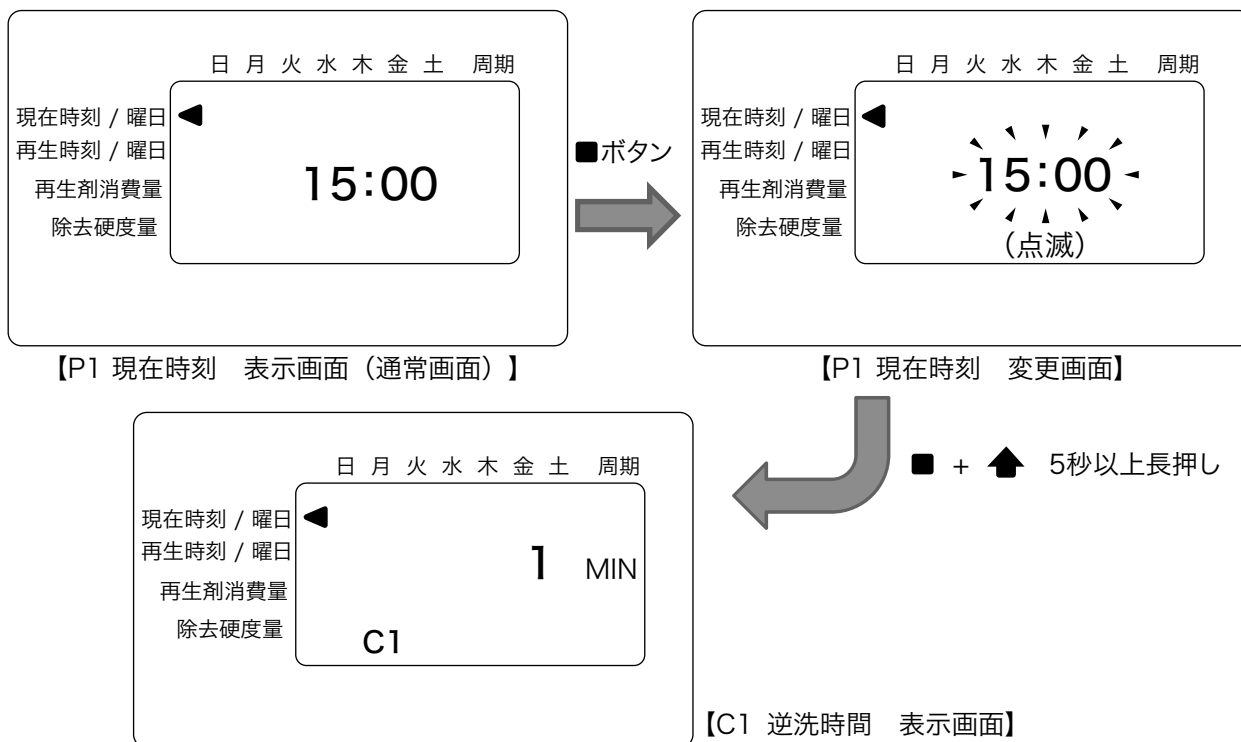 日 月 火 水 木 金 土 周期
現在時刻 / 曜日
再生時刻 / 曜日
再生剤消費量
除去硬度量
15:00
【P1 現在時刻　表示画面（通常画面）】
■ボタン
日 月 火 水 木 金 土 周期
現在時刻 / 曜日
再生時刻 / 曜日
再生剤消費量
除去硬度量
15:00
（点滅）
【P1 現在時刻　変更画面】
■ + ⬆ 5秒以上長押し
日 月 火 水 木 金 土 周期
現在時刻 / 曜日
再生時刻 / 曜日
再生剤消費量
除去硬度量
1 MIN
C1
【C1 逆洗時間　表示画面】